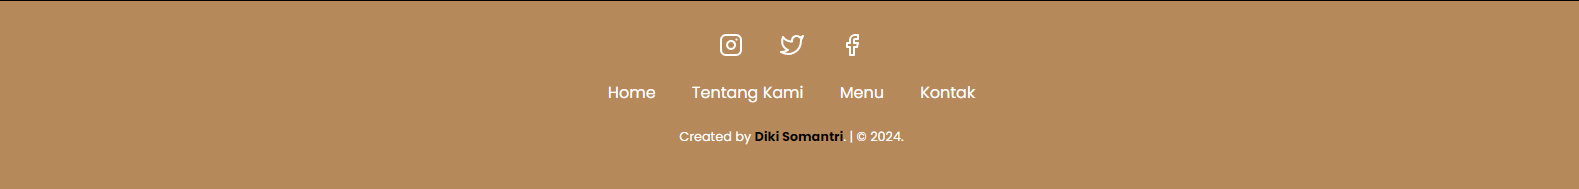 Home Tentang Kami Menu Kontak
Created by Diki Somantri. | © 2024.